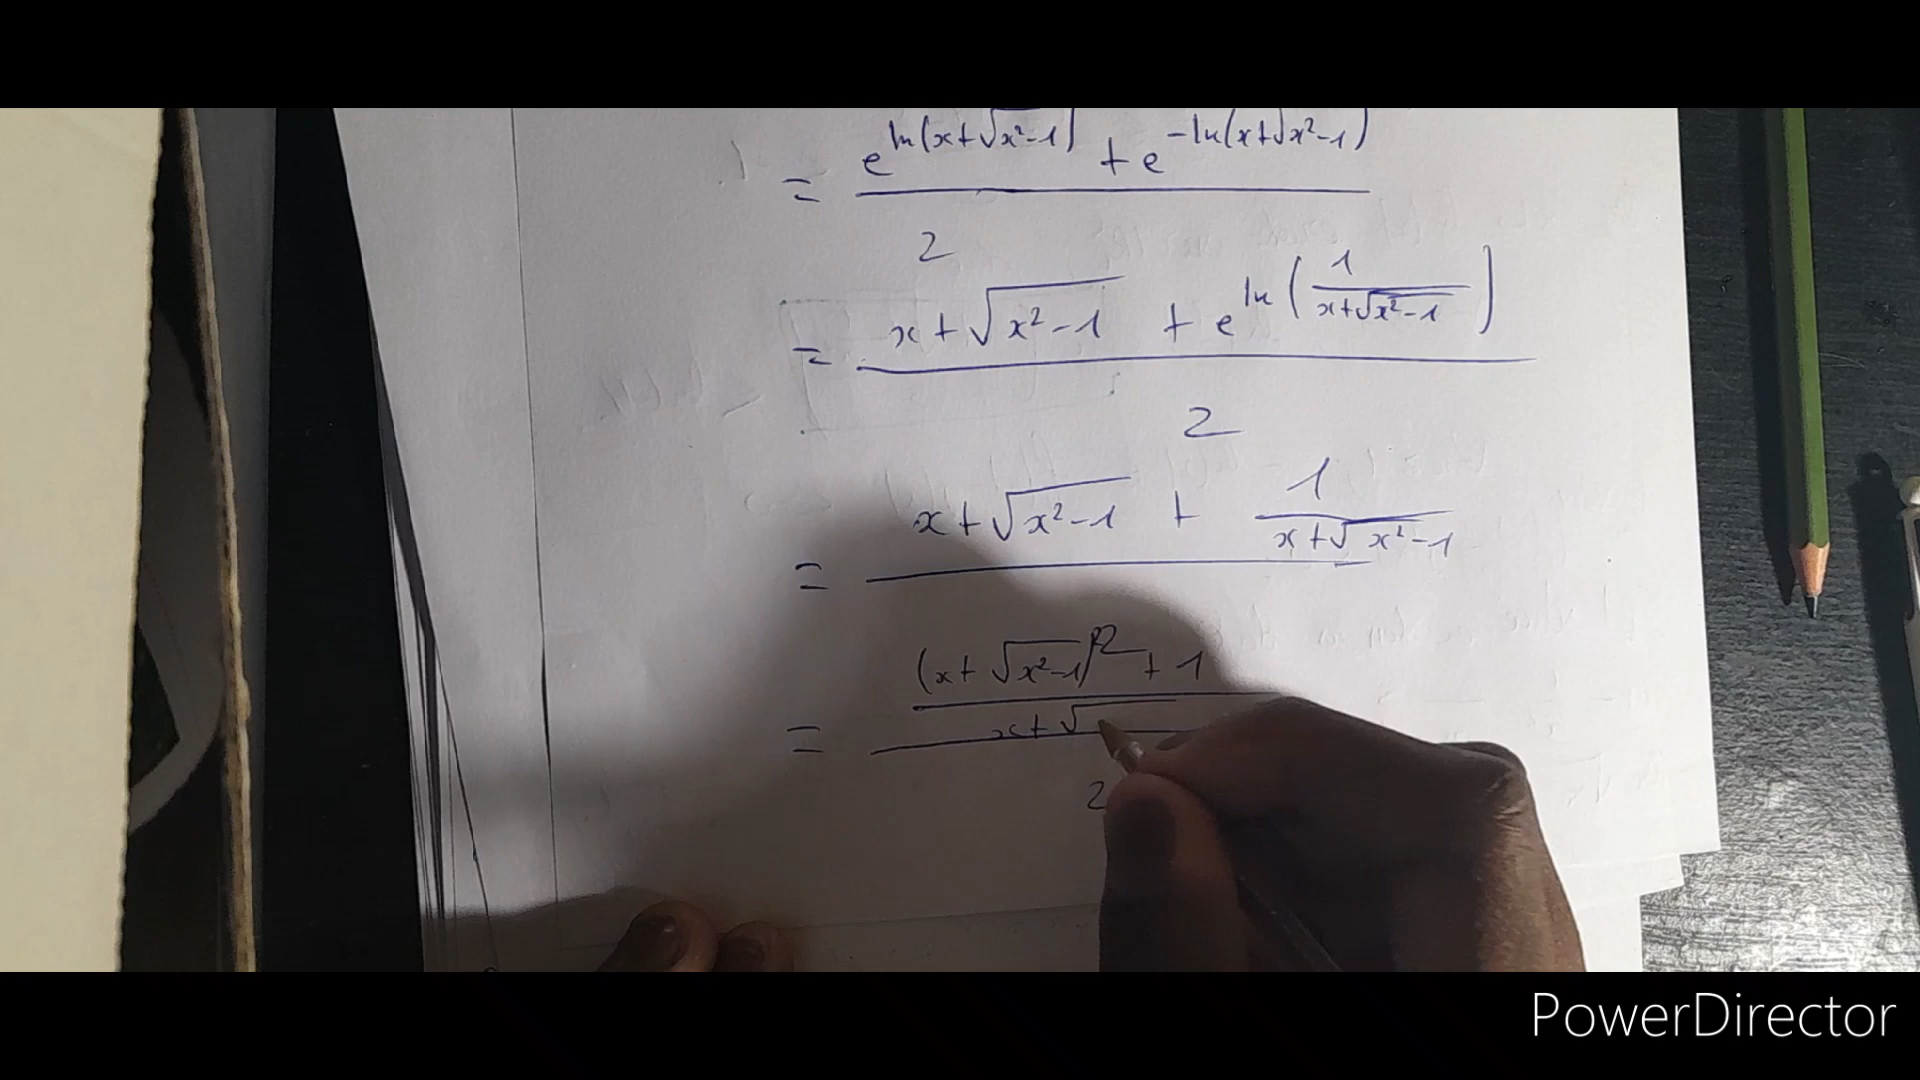 = (e^{ln(x+√(x²-1))} + e^{-ln(x+√(x²-1))}) / 2
= (x+√(x²-1) + e^{ln(1/(x+√(x²-1)))}) / 2
= (x+√(x²-1) + 1/(x+√(x²-1))) /
= (((x+√(x²-1))² + 1) / (x+√)) / 2
PowerDirector